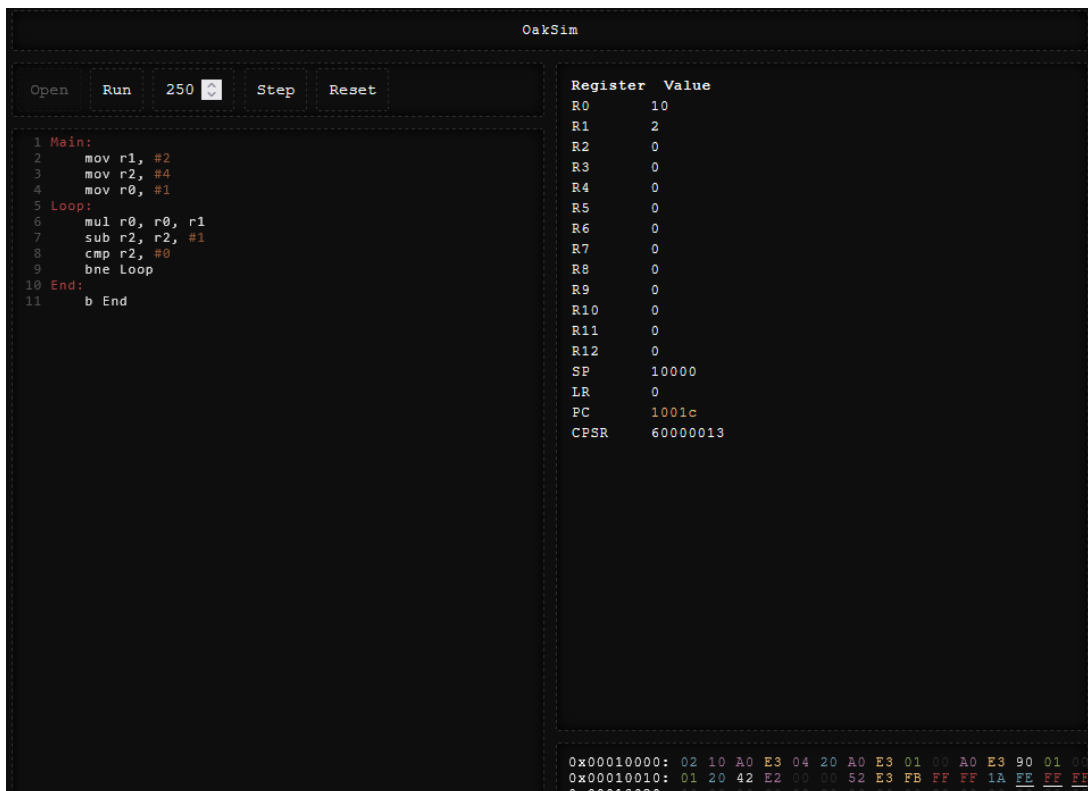 OakSim
Open Run 250 Step Reset
1 Main:
2 mov r1, #2
3 mov r2, #4
4 mov r0, #1
5 Loop:
6 mul r0, r0, r1
7 sub r2, r2, #1
8 cmp r2, #0
9 bne Loop
10 End:
11 b End
Register Value
R0 10
R1 2
R2 0
R3 0
R4 0
R5 0
R6 0
R7 0
R8 0
R9 0
R10 0
R11 0
R12 0
SP 10000
LR 0
PC 1001c
CPSR 60000013
0x00010000: 02 10 A0 E3 04 20 A0 E3 01 00 A0 E3 90 01 00
0x00010010: 01 20 42 E2 00 00 52 E3 FB FF FF 1A FE FF FF